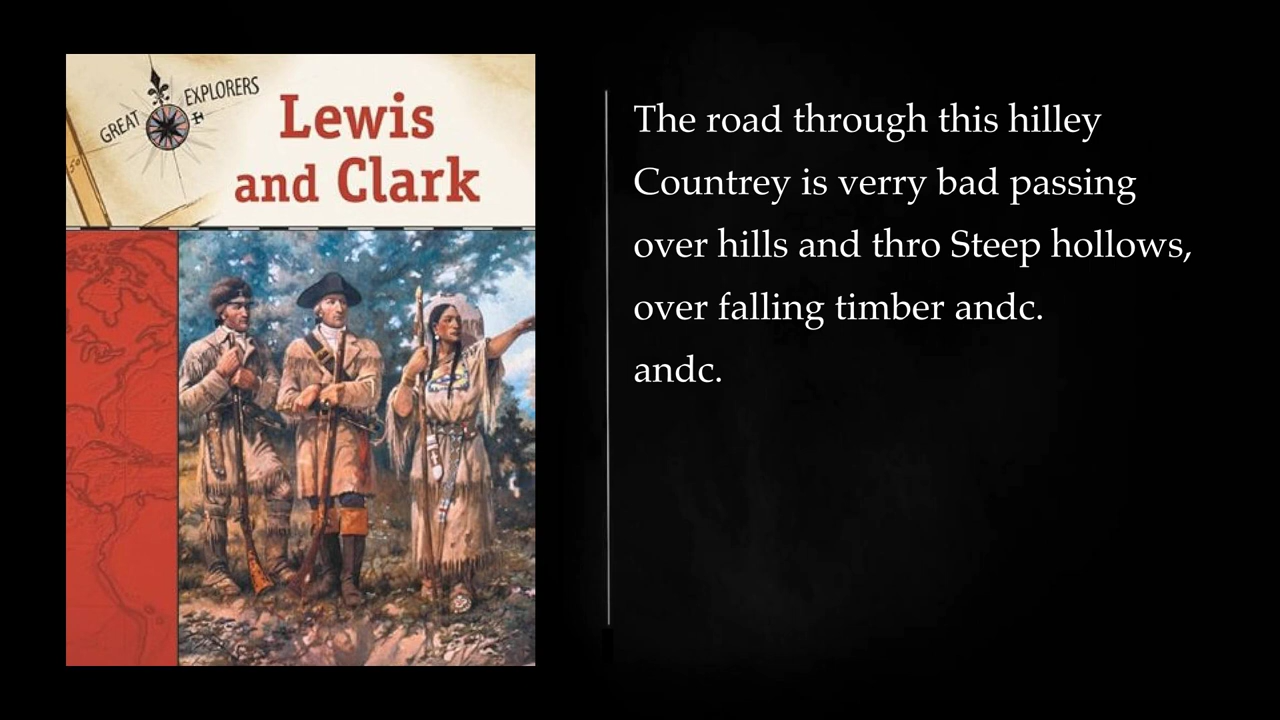 GREAT EXPLORERS
Lewis
and Clark
The road through this hilley
Countrey is verry bad passing
over hills and thro Steep hollows,
over falling timber andc.
andc.